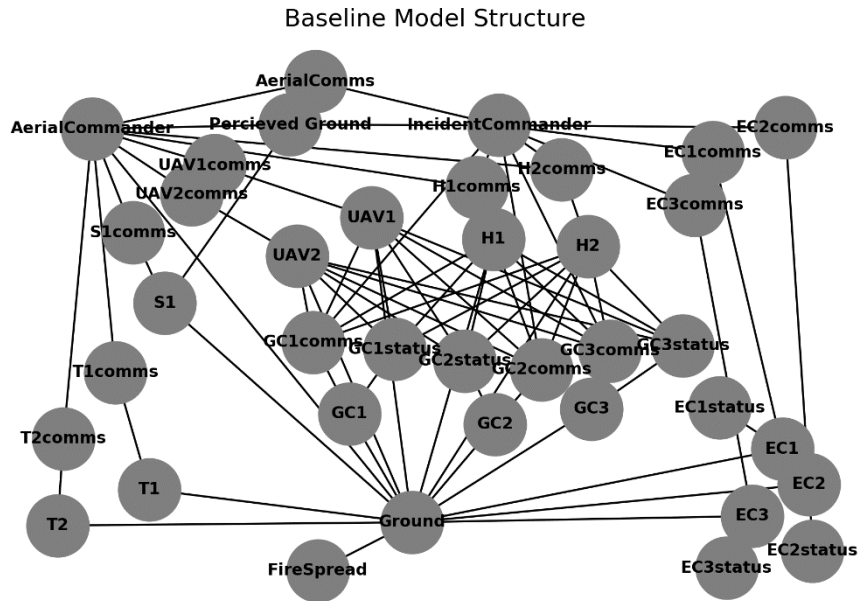 Baseline Model Structure
AerialComms
AerialCommander
Percieved Ground
IncidentCommander
EC2comms
UAV1comms
EC1comms
H2comms
UAV2comms
H1comms
EC3comms
UAV1
S1comms
H1
H2
UAV2
S1
GC1comms
GC1status
GC2status
GC3comms
GC3status
GC2comms
T1comms
GC1
GC2
GC3
EC1status
T2comms
EC1
EC2
T1
EC3
T2
Ground
EC2status
FireSpread
EC3status